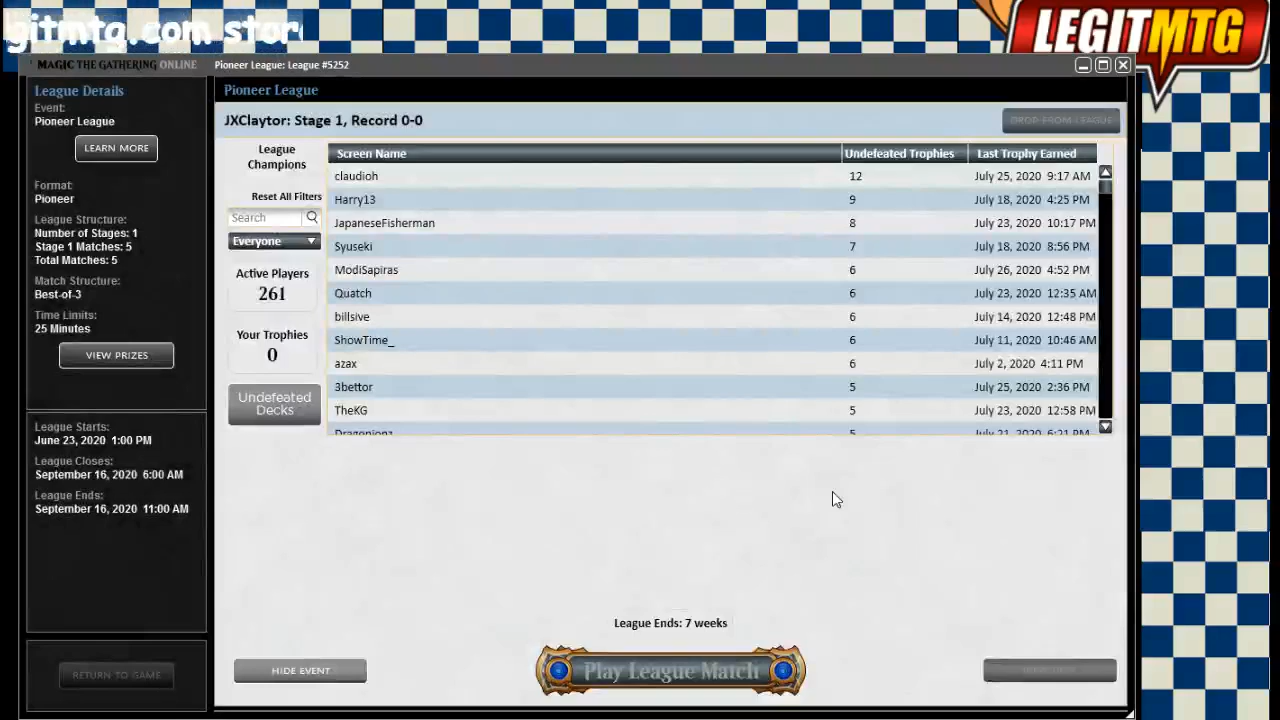 gitmtg.com stor
LEGITMTG
MAGIC THE GATHERING ONLINE
Pioneer League: League #5252
League Details
Event:
Pioneer League
LEARN MORE
Format:
Pioneer
League Structure:
Number of Stages: 1
Stage 1 Matches: 5
Total Matches: 5
Match Structure:
Best-of-3
Time Limits:
25 Minutes
VIEW PRIZES
League Starts:
June 23, 2020 1:00 PM
League Closes:
September 16, 2020 6:00 AM
League Ends:
September 16, 2020 11:00 AM
RETURN TO GAME
Pioneer League
JXClaytor: Stage 1, Record 0-0
DROP FROM LEAGUE
League
Champions
Reset All Filters
Search
Everyone
Active Players
261
Your Trophies
0
Undefeated
Decks
Screen Name Undefeated Trophies Last Trophy Earned
claudioh 12 July 25, 2020 9:17 AM
Harry13 9 July 18, 2020 4:25 PM
JapaneseFisherman 8 July 23, 2020 10:17 PM
Syuseki 7 July 18, 2020 8:56 PM
ModiSapiras 6 July 26, 2020 4:52 PM
Quatch 6 July 23, 2020 12:35 AM
billsive 6 July 14, 2020 12:48 PM
ShowTime_ 6 July 11, 2020 10:46 AM
azax 6 July 2, 2020 4:11 PM
3bettor 5 July 25, 2020 2:36 PM
TheKG 5 July 23, 2020 12:58 PM
5 July 21, 2020 6:21 PM
League Ends: 7 weeks
HIDE EVENT
Play League Match